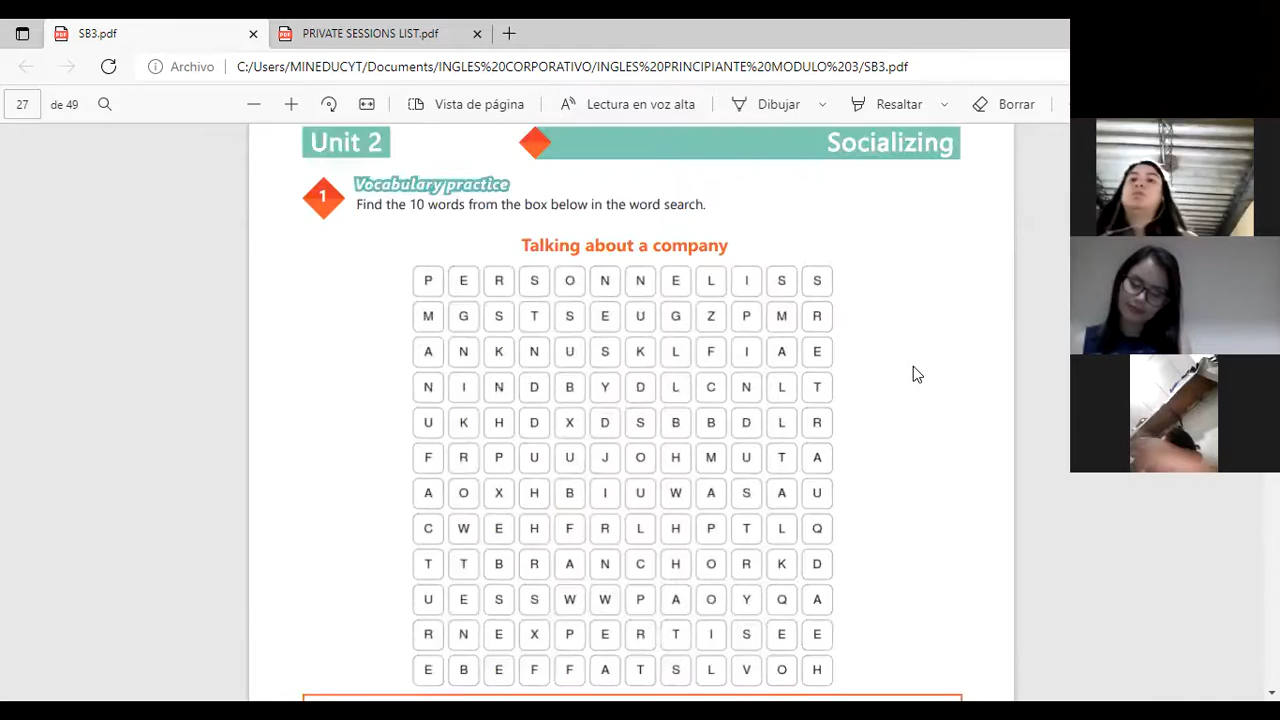 SB3.pdf
PRIVATE SESSIONS LIST.pdf
Archivo
C:/Users/MINEDUCYT/Documents/INGLES%20CORPORATIVO/INGLES%20PRINCIPIANTE%20MODULO%203/SB3.pdf
27 de 49
Vista de página
Lectura en voz alta
Dibujar
Resaltar
Borrar
Unit 2
Socializing
1
Vocabulary practice
Find the 10 words from the box below in the word search.
Talking about a company
P E R S O N N E L I S S
M G S T S E U G Z P M R
A N K N U S K L F I A E
N I N D B Y D L C N L T
U K H D X D S B B D L R
F R P U U J O H M U T A
A O X H B I U W A S A U
C W E H F R L H P T L Q
T T B R A N C H O R K D
U E S S W W P A O Y Q A
R N E X P E R T I S E E
E B E F F A T S L V O H